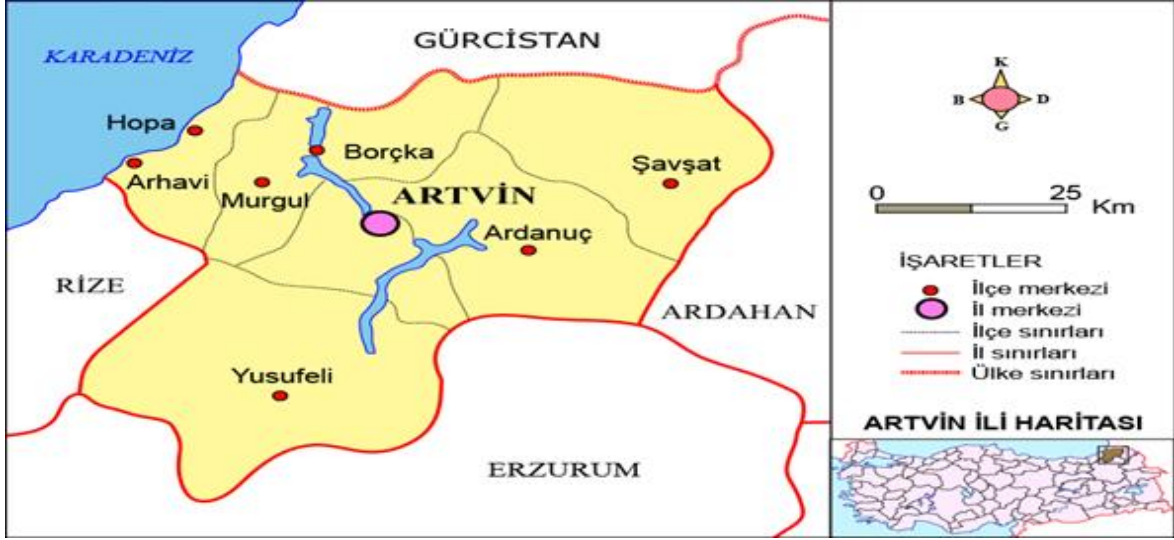 KARADENİZ
GÜRCİSTAN
Hopa
Arhavi
Murgul
Borçka
ARTVİN
Şavşat
Ardanuç
RİZE
ARDAHAN
Yusufeli
ERZURUM
K
B D
G
0 25 Km
İŞARETLER
İlçe merkezi
İl merkezi
İlçe sınırları
İl sınırları
Ülke sınırları
ARTVİN İLİ HARİTASI